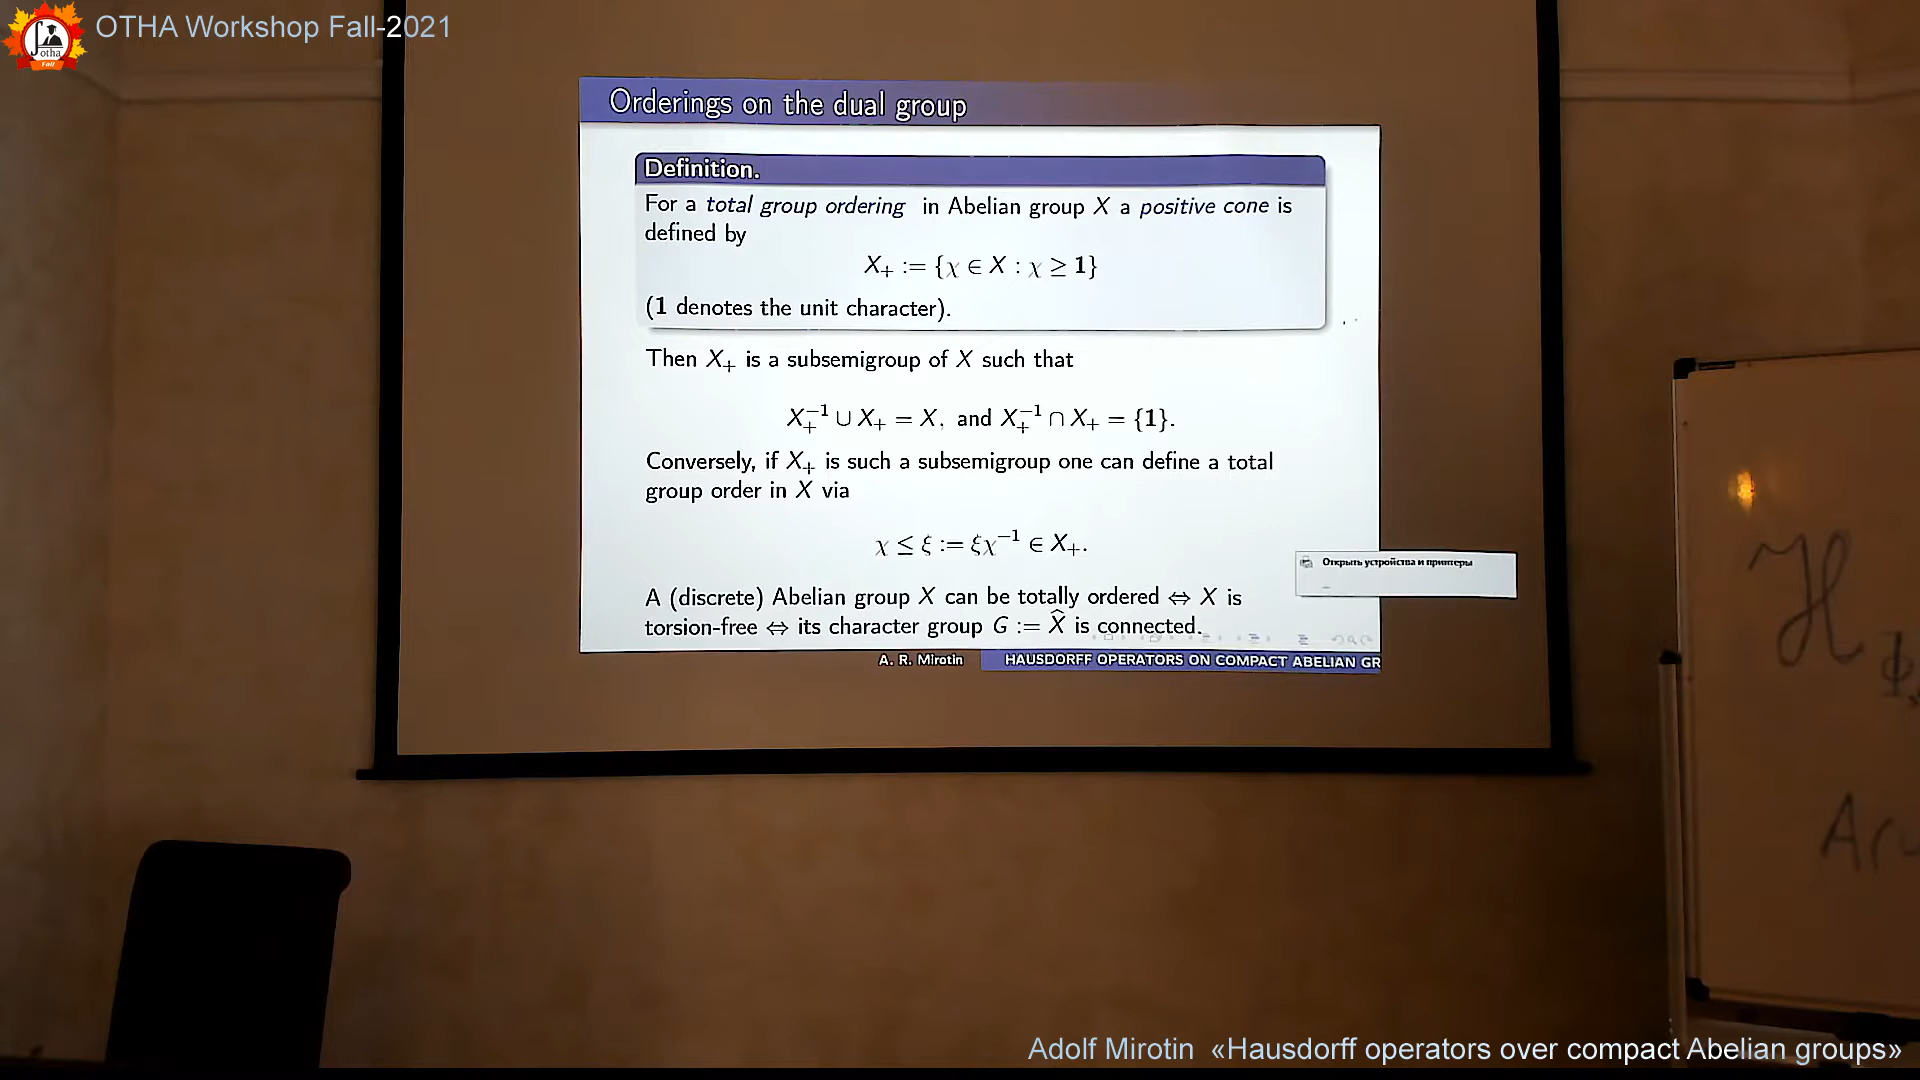 OTHA Workshop Fall-2021
otha
Fall
Orderings on the dual group
Definition.
For a total group ordering in Abelian group X a positive cone is
defined by
X₊ := {χ ∈ X : χ ≥ 1}
(1 denotes the unit character).
Then X₊ is a subsemigroup of X such that
X₊⁻¹ ∪ X₊ = X, and X₊⁻¹ ∩ X₊ = {1}.
Conversely, if X₊ is such a subsemigroup one can define a total
group order in X via
χ ≤ ξ := ξχ⁻¹ ∈ X₊.
Открыть устройства и принтеры
A (discrete) Abelian group X can be totally ordered ⇔ X is
torsion-free ⇔ its character group G := X̂ is connected.
A. R. Mirotin
HAUSDORFF OPERATORS ON COMPACT ABELIAN GR
H Φ,
A(
Adolf Mirotin «Hausdorff operators over compact Abelian groups»